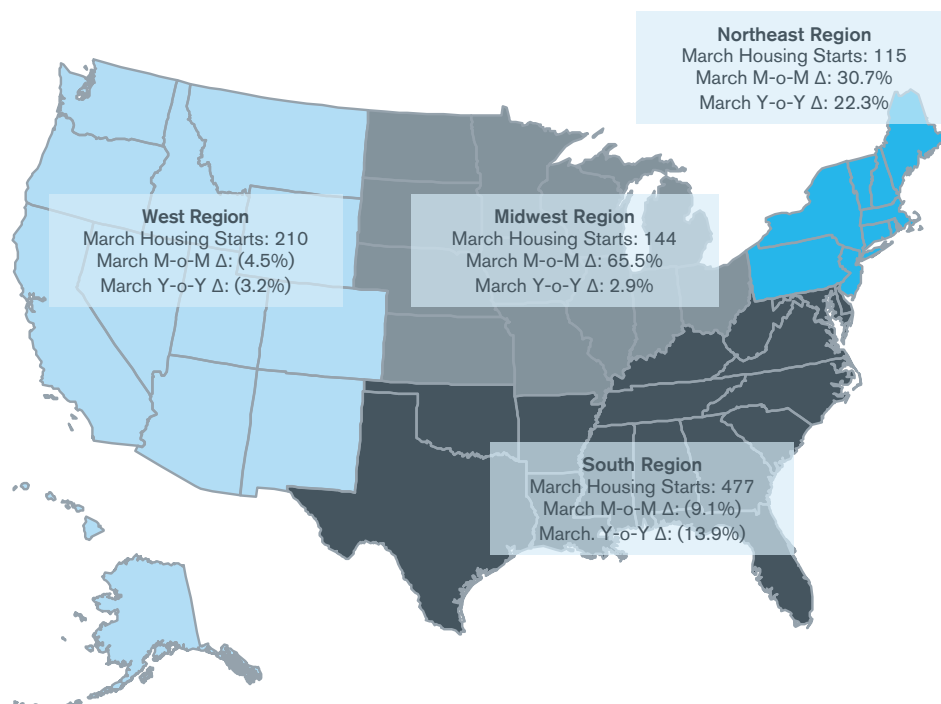 Northeast Region
March Housing Starts: 115
March M-o-M Δ: 30.7%
March Y-o-Y Δ: 22.3%
West Region
March Housing Starts: 210
March M-o-M Δ: (4.5%)
March Y-o-Y Δ: (3.2%)
Midwest Region
March Housing Starts: 144
March M-o-M Δ: 65.5%
March Y-o-Y Δ: 2.9%
South Region
March Housing Starts: 477
March M-o-M Δ: (9.1%)
March. Y-o-Y Δ: (13.9%)